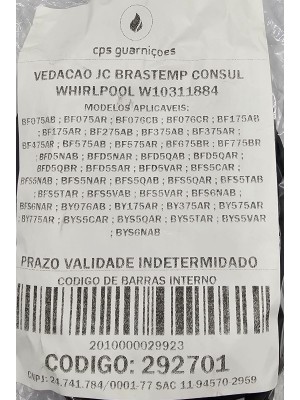 cps guarnições
VEDACAO JC BRASTEMP CONSUL
WHIRLPOOL W10311884
MODELOS APLICAVEIS:
BF075AB ; BF075AR ; BF076CB ; BF076CR ; BF175AB
; BF175AR ; BF275AB ; BF375AB ; BF375AR ;
BF475AR ; BF575AB ; BF575AR ; BF675BR ; BF775BR
BFD5NAB ; BFD5NAR ; BFD5QAB ; BFD5QAR ;
BFD5QBR ; BFD5SAR ; BFD5VAR ; BFS5CAR ;
BFS5NAB ; BFS5NAR ; BFS5QAB ; BFS5QAR ; BFS5TAB
; BFS5TAR ; BFS5VAB ; BFS5VAR ; BFS6NAB ;
BFS6NAR ; BY076AB ; BY175AR ; BY375AR ; BY575AR ;
BY775AR ; BYS5CAR ; BYS5QAR ; BYS5TAR ; BYS5VAR
; BYS6NAB
PRAZO VALIDADE INDETERMIDADO
CODIGO DE BARRAS INTERNO
2010000029923
CODIGO: 292701
CNPJ: 24.741.784/0001-77 SAC 11-94570 2959